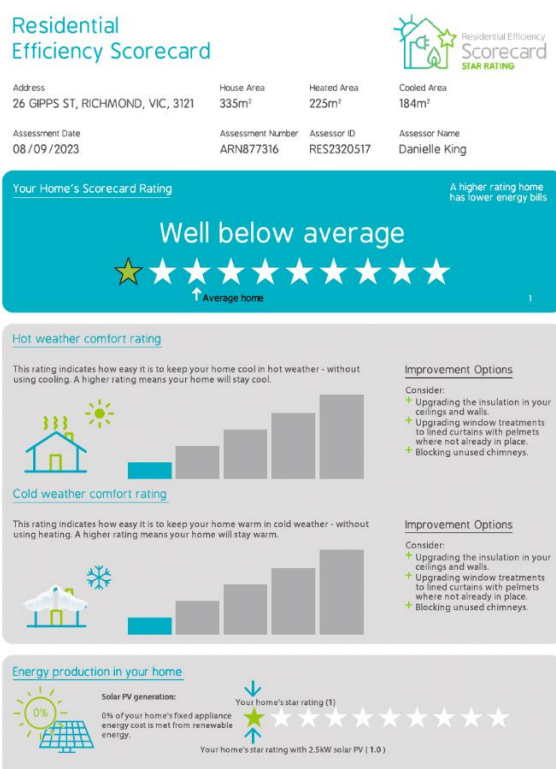 Residential
Efficiency Scorecard
Residential Efficiency
Scorecard
STAR RATING
Address
26 GIPPS ST, RICHMOND, VIC, 3121
House Area
335m²
Heated Area
225m²
Cooled Area
184m²
Assessment Date
08/09/2023
Assessment Number
ARN877316
Assessor ID
RES2320517
Assessor Name
Danielle King
Your Home's Scorecard Rating
A higher rating home
has lower energy bills
Well below average
Average home
1
Hot weather comfort rating
This rating indicates how easy it is to keep your home cool in hot weather - without
using cooling. A higher rating means your home will stay cool.
Improvement Options
Consider:
+ Upgrading the insulation in your
ceilings and walls.
+ Upgrading window treatments
to lined curtains with pelmets
where not already in place.
+ Blocking unused chimneys.
Cold weather comfort rating
This rating indicates how easy it is to keep your home warm in cold weather - without
using heating. A higher rating means your home will stay warm.
Improvement Options
Consider:
+ Upgrading the insulation in your
ceilings and walls.
+ Upgrading window treatments
to lined curtains with pelmets
where not already in place.
+ Blocking unused chimneys.
Energy production in your home
0%
Solar PV generation:
0% of your home's fixed appliance
energy cost is met from renewable
energy.
Your home's star rating (1)
Your home's star rating with 2.5kW solar PV ( 1.0 )